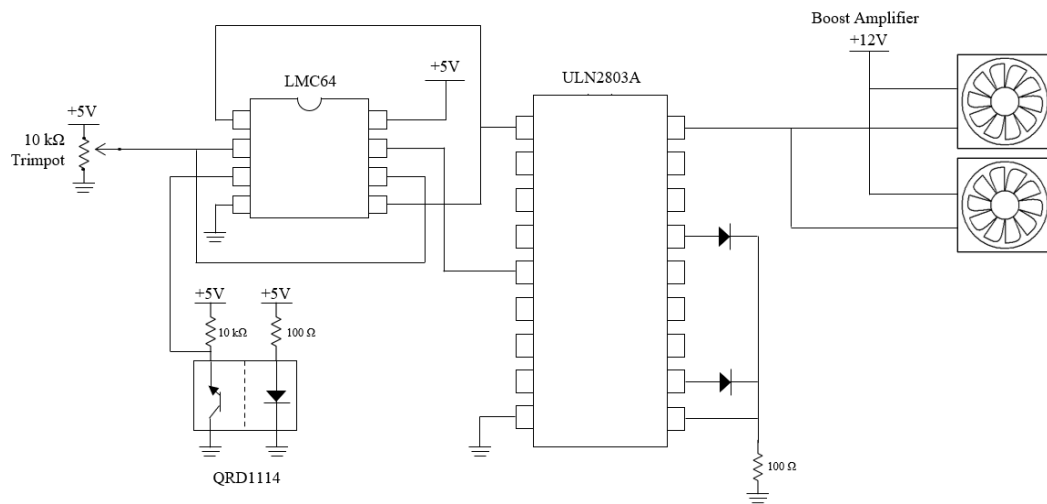 Boost Amplifier
+12V
LMC64
+5V
ULN2803A
+5V
10 kΩ
Trimpot
+5V
+5V
10 kΩ
100 Ω
QRD1114
100 Ω